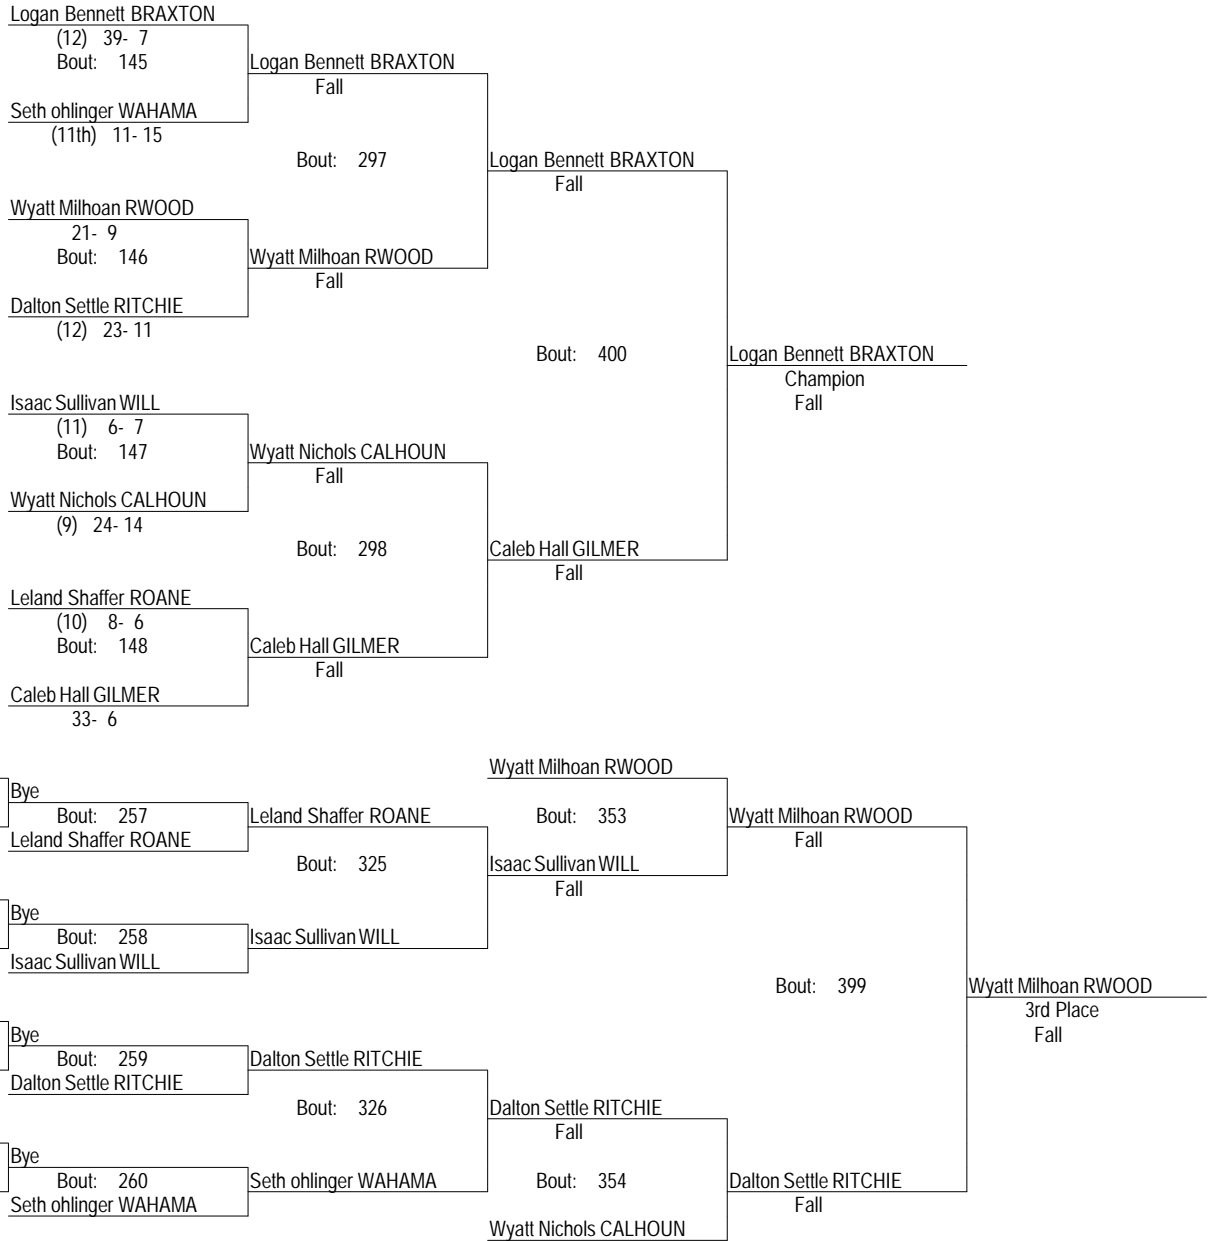 Logan Bennett BRAXTON
(12) 39- 7
Bout: 145
Logan Bennett BRAXTON
Fall
Seth ohlinger WAHAMA
(11th) 11- 15
Bout: 297
Logan Bennett BRAXTON
Fall
Wyatt Milhoan RWOOD
21- 9
Bout: 146
Wyatt Milhoan RWOOD
Fall
Dalton Settle RITCHIE
(12) 23- 11
Bout: 400
Logan Bennett BRAXTON
Champion
Fall
Isaac Sullivan WILL
(11) 6- 7
Bout: 147
Wyatt Nichols CALHOUN
Fall
Wyatt Nichols CALHOUN
(9) 24- 14
Bout: 298
Caleb Hall GILMER
Fall
Leland Shaffer ROANE
(10) 8- 6
Bout: 148
Caleb Hall GILMER
Fall
Caleb Hall GILMER
33- 6
Wyatt Milhoan RWOOD
Bye
Bout: 257
Leland Shaffer ROANE
Leland Shaffer ROANE
Bout: 353
Wyatt Milhoan RWOOD
Fall
Bout: 325
Isaac Sullivan WILL
Fall
Bye
Bout: 258
Isaac Sullivan WILL
Isaac Sullivan WILL
Bout: 399
Wyatt Milhoan RWOOD
3rd Place
Fall
Bye
Bout: 259
Dalton Settle RITCHIE
Dalton Settle RITCHIE
Bout: 326
Dalton Settle RITCHIE
Fall
Bye
Bout: 260
Seth ohlinger WAHAMA
Seth ohlinger WAHAMA
Bout: 354
Dalton Settle RITCHIE
Fall
Wyatt Nichols CALHOUN